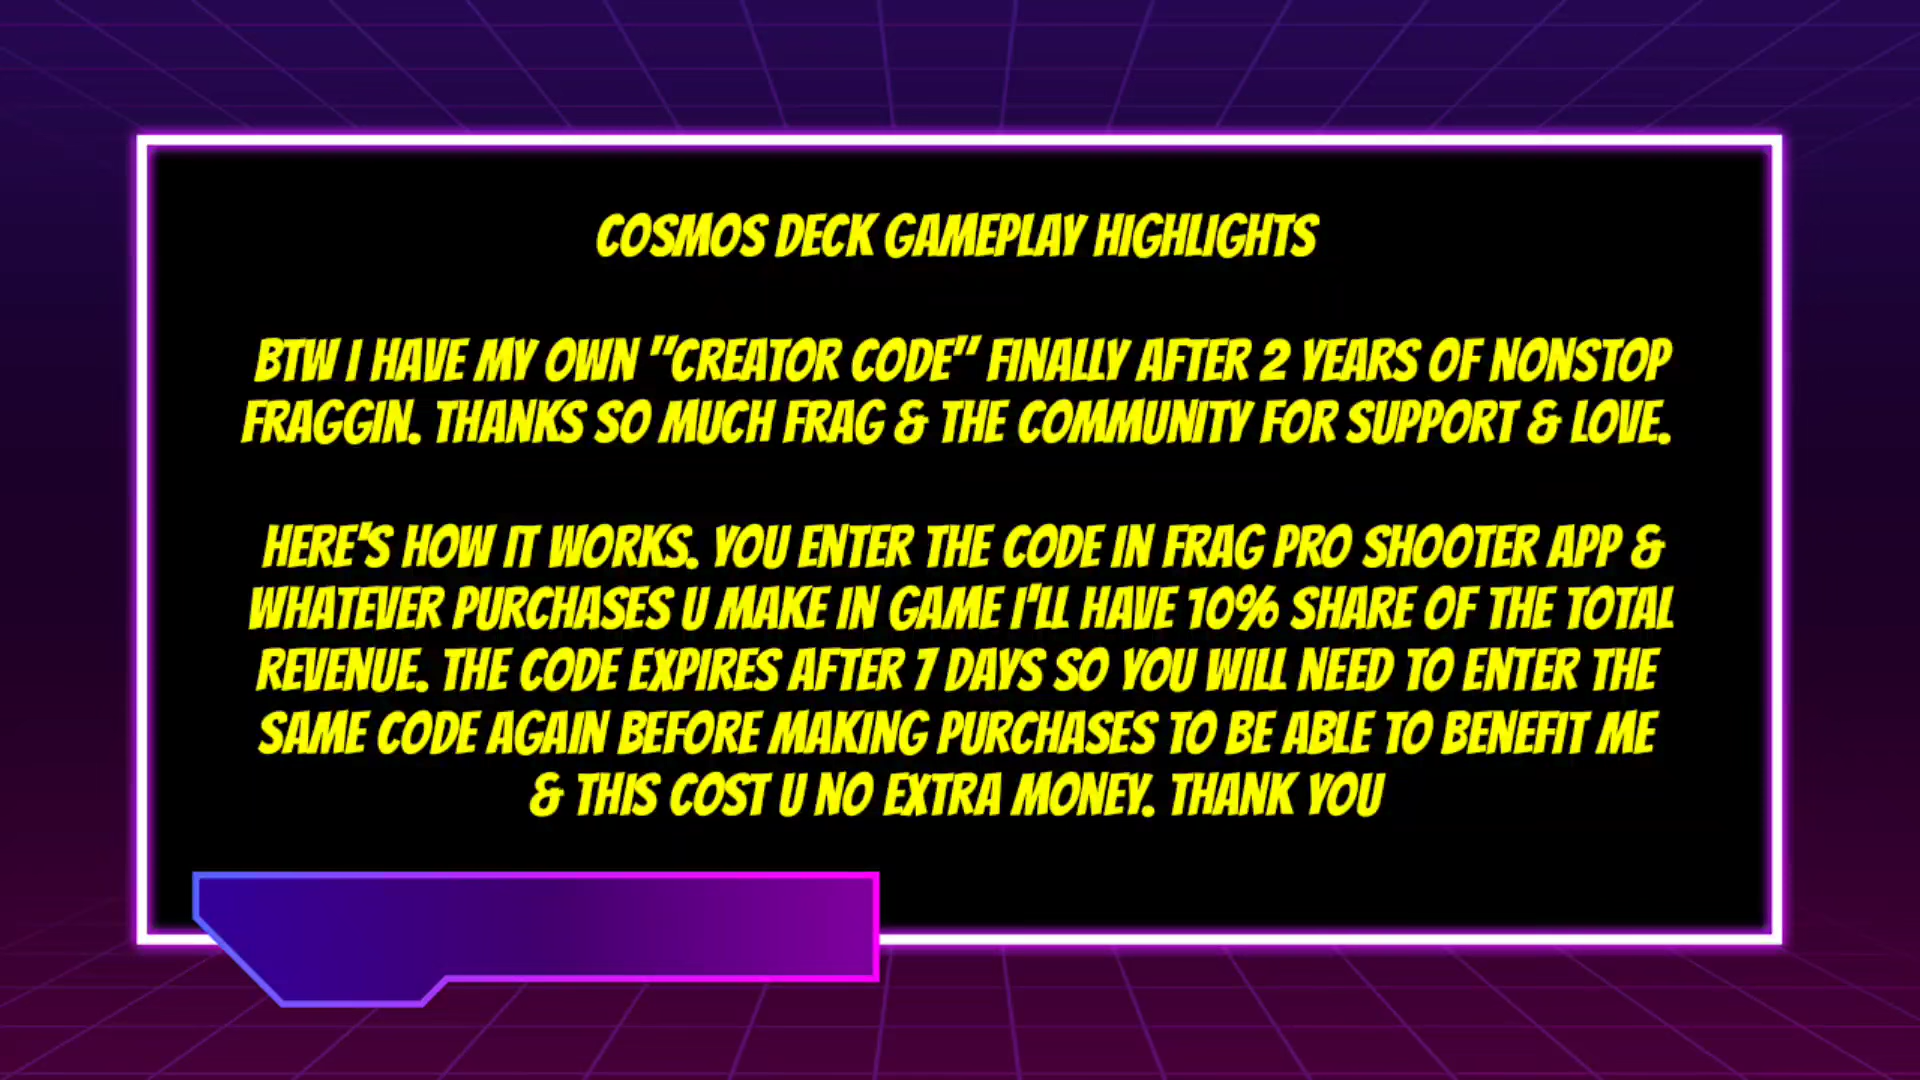 COSMOS DECK GAMEPLAY HIGHLIGHTS
BTW I HAVE MY OWN "CREATOR CODE" FINALLY AFTER 2 YEARS OF NONSTOP
FRAGGIN. THANKS SO MUCH FRAG & THE COMMUNITY FOR SUPPORT & LOVE.
HERE'S HOW IT WORKS. YOU ENTER THE CODE IN FRAG PRO SHOOTER APP &
WHATEVER PURCHASES U MAKE IN GAME I'LL HAVE 10% SHARE OF THE TOTAL
REVENUE. THE CODE EXPIRES AFTER 7 DAYS SO YOU WILL NEED TO ENTER THE
SAME CODE AGAIN BEFORE MAKING PURCHASES TO BE ABLE TO BENEFIT ME
& THIS COST U NO EXTRA MONEY. THANK YOU